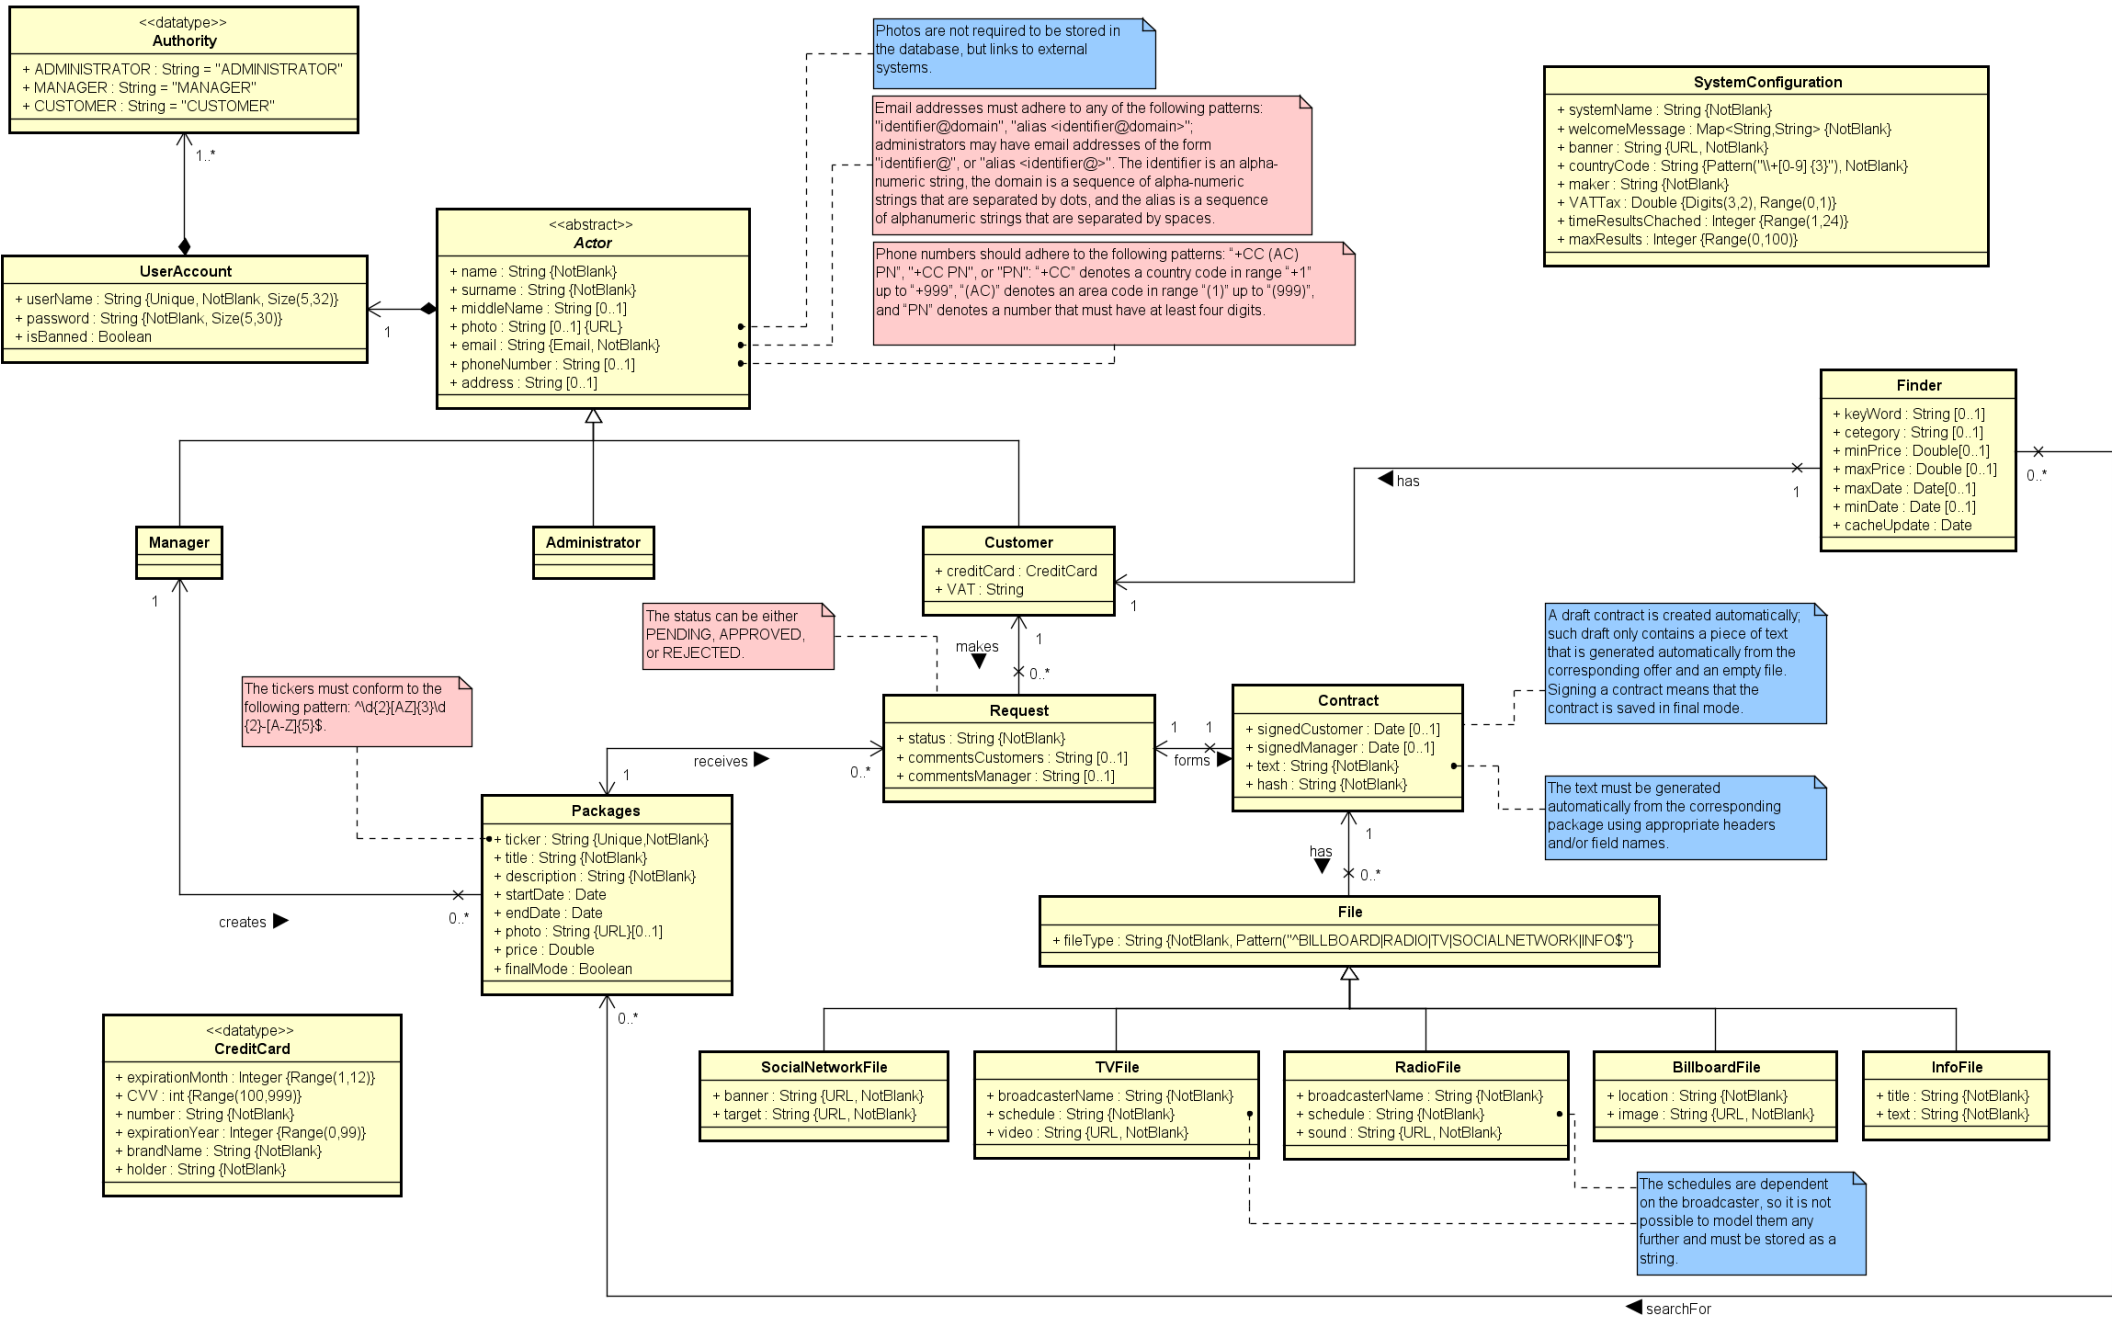 <<datatype>>
Authority
+ ADMINISTRATOR : String = "ADMINISTRATOR"
+ MANAGER : String = "MANAGER"
+ CUSTOMER : String = "CUSTOMER"
1..*
UserAccount
+ userName : String {Unique, NotBlank, Size(5,32)}
+ password : String {NotBlank, Size(5,30)}
+ isBanned : Boolean
1
<<abstract>>
Actor
+ name : String {NotBlank}
+ surname : String {NotBlank}
+ middleName : String [0..1]
+ photo : String [0..1] {URL}
+ email : String {Email, NotBlank}
+ phoneNumber : String [0..1]
+ address : String [0..1]
Photos are not required to be stored in
the database, but links to external
systems.
Email addresses must adhere to any of the following patterns:
"identifier@domain", "alias <identifier@domain>";
administrators may have email addresses of the form
"identifier@", or "alias <identifier@>". The identifier is an alpha-
numeric string, the domain is a sequence of alpha-numeric
strings that are separated by dots, and the alias is a sequence
of alphanumeric strings that are separated by spaces.
Phone numbers should adhere to the following patterns: “+CC (AC)
PN”, "+CC PN", or "PN": “+CC” denotes a country code in range “+1”
up to “+999”, “(AC)” denotes an area code in range “(1)” up to “(999)”,
and “PN” denotes a number that must have at least four digits.
SystemConfiguration
+ systemName : String {NotBlank}
+ welcomeMessage : Map<String,String> {NotBlank}
+ banner : String {URL, NotBlank}
+ countryCode : String {Pattern("\\+[0-9] {3}"), NotBlank}
+ maker : String {NotBlank}
+ VATTax : Double {Digits(3,2), Range(0,1)}
+ timeResultsChached : Integer {Range(1,24)}
+ maxResults : Integer {Range(0,100)}
Finder
+ keyWord : String [0..1]
+ cetegory : String [0..1]
+ minPrice : Double[0..1]
+ maxPrice : Double [0..1]
+ maxDate : Date[0..1]
+ minDate : Date [0..1]
+ cacheUpdate : Date
0..*
1
has
1
Manager
1
Administrator
Customer
+ creditCard : CreditCard
+ VAT : String
1
makes
0..*
The status can be either
PENDING, APPROVED,
or REJECTED.
The tickers must conform to the
following pattern: ^\d{2}[AZ]{3}\d
{2}-[A-Z]{5}$.
Request
+ status : String {NotBlank}
+ commentsCustomers : String [0..1]
+ commentsManager : String [0..1]
1
1
forms
Contract
+ signedCustomer : Date [0..1]
+ signedManager : Date [0..1]
+ text : String {NotBlank}
+ hash : String {NotBlank}
A draft contract is created automatically;
such draft only contains a piece of text
that is generated automatically from the
corresponding offer and an empty file.
Signing a contract means that the
contract is saved in final mode.
The text must be generated
automatically from the corresponding
package using appropriate headers
and/or field names.
receives
0..*
1
Packages
+ ticker : String {Unique,NotBlank}
+ title : String {NotBlank}
+ description : String {NotBlank}
+ startDate : Date
+ endDate : Date
+ photo : String {URL}[0..1]
+ price : Double
+ finalMode : Boolean
creates
0..*
0..*
1
has
0..*
File
+ fileType : String {NotBlank, Pattern("^BILLBOARD|RADIO|TV|SOCIALNETWORK|INFO$"}
<<datatype>>
CreditCard
+ expirationMonth : Integer {Range(1,12)}
+ CVV : int {Range(100,999)}
+ number : String {NotBlank}
+ expirationYear : Integer {Range(0,99)}
+ brandName : String {NotBlank}
+ holder : String {NotBlank}
SocialNetworkFile
+ banner : String {URL, NotBlank}
+ target : String {URL, NotBlank}
TVFile
+ broadcasterName : String {NotBlank}
+ schedule : String {NotBlank}
+ video : String {URL, NotBlank}
RadioFile
+ broadcasterName : String {NotBlank}
+ schedule : String {NotBlank}
+ sound : String {URL, NotBlank}
BillboardFile
+ location : String {NotBlank}
+ image : String {URL, NotBlank}
InfoFile
+ title : String {NotBlank}
+ text : String {NotBlank}
The schedules are dependent
on the broadcaster, so it is not
possible to model them any
further and must be stored as a
string.
searchFor